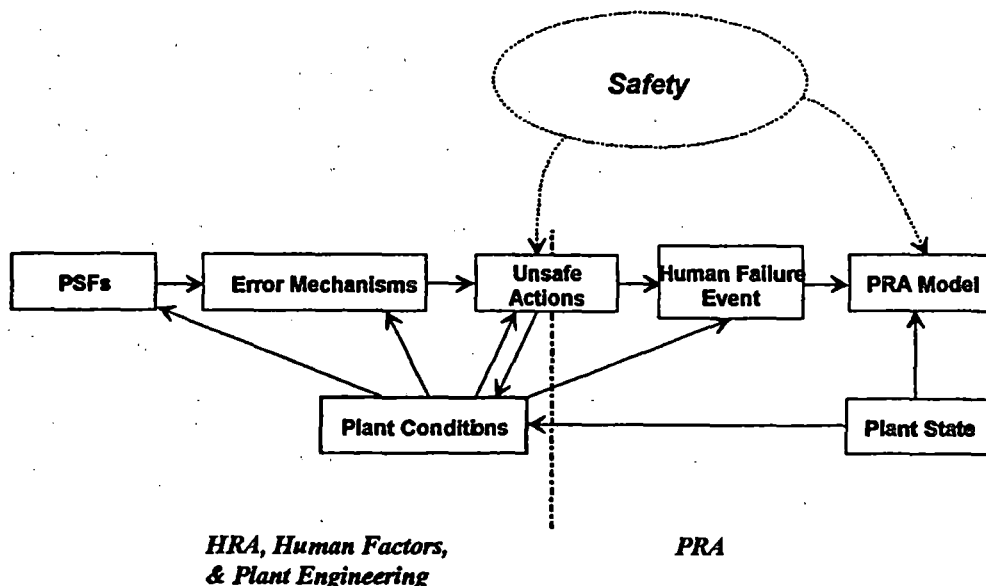 Safety
PSFs
Error Mechanisms
Unsafe
Actions
Human Failure
Event
PRA Model
Plant Conditions
Plant State
HRA, Human Factors,
& Plant Engineering
PRA